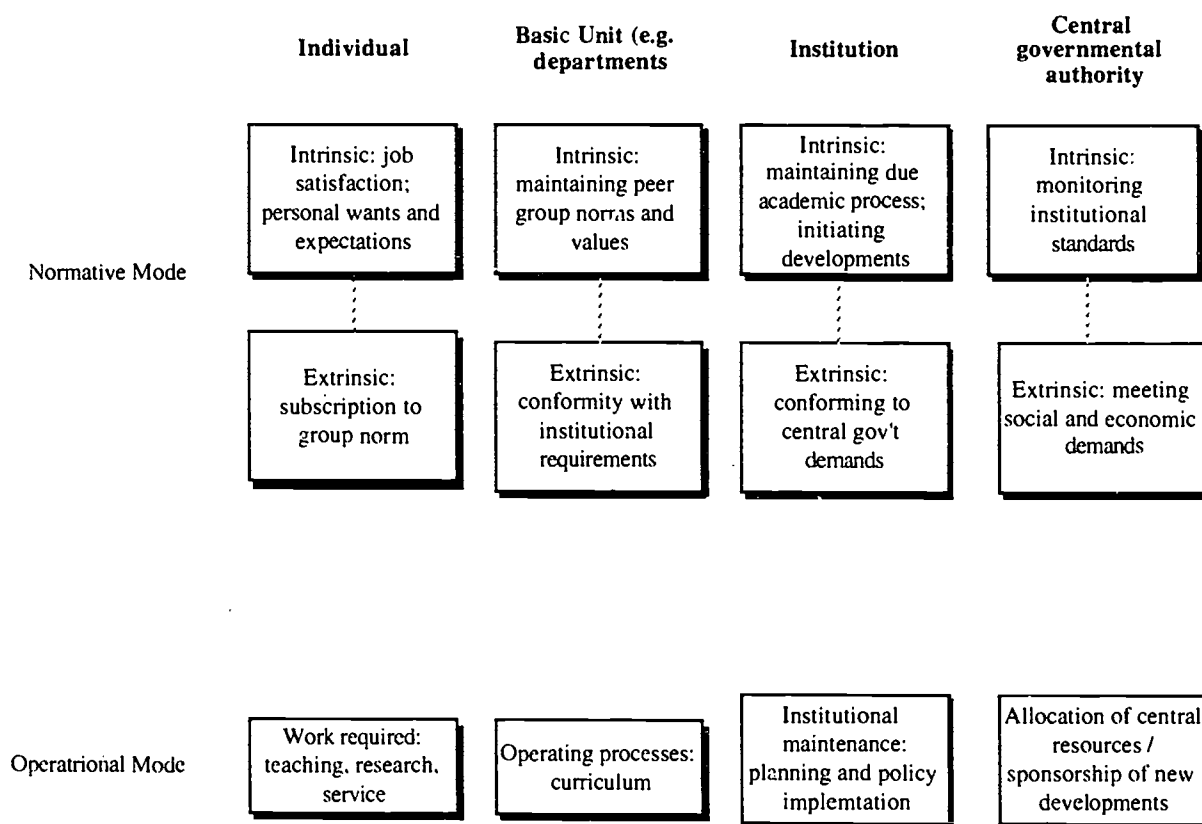 Individual
Basic Unit (e.g.
departments
Institution
Central
governmental
authority
Normative Mode
Intrinsic: job
satisfaction;
personal wants and
expectations
Intrinsic:
maintaining peer
group norms and
values
Intrinsic:
maintaining due
academic process;
initiating
developments
Intrinsic:
monitoring
institutional
standards
Extrinsic:
subscription to
group norm
Extrinsic:
conformity with
institutional
requirements
Extrinsic:
conforming to
central gov't
demands
Extrinsic: meeting
social and economic
demands
Operatrional Mode
Work required:
teaching, research,
service
Operating processes:
curriculum
Institutional
maintenance:
planning and policy
implemtation
Allocation of central
resources /
sponsorship of new
developments